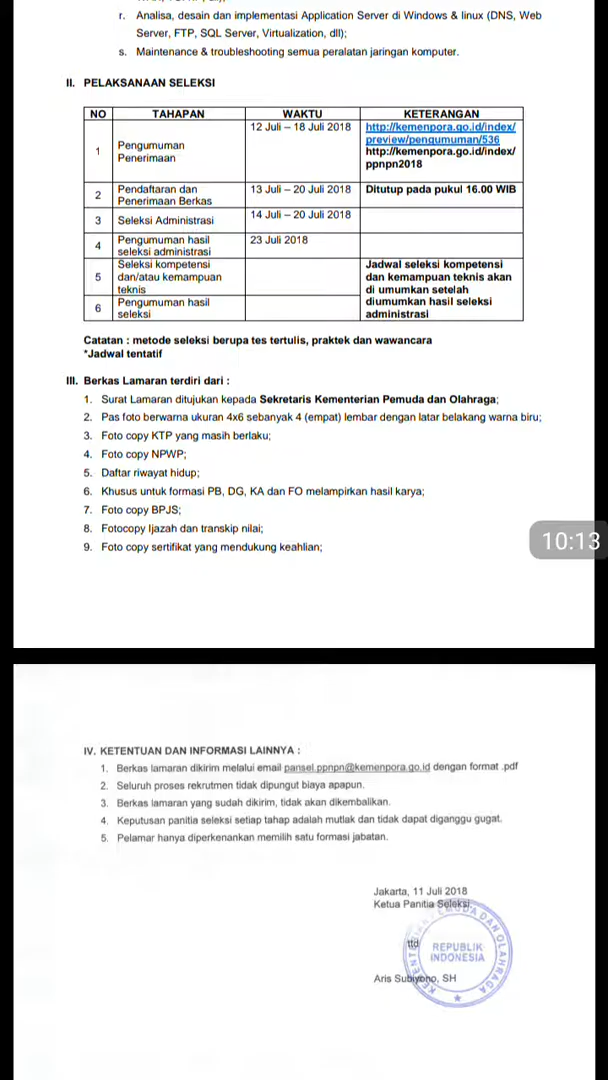 r. Analisa, desain dan implementasi Application Server di Windows & linux (DNS, Web
Server, FTP, SQL Server, Virtualization, dll);
s. Maintenance & troubleshooting semua peralatan jaringan komputer.
II. PELAKSANAAN SELEKSI
NO TAHAPAN WAKTU KETERANGAN
1 Pengumuman
Penerimaan
12 Juli – 18 Juli 2018
http://kemenpora.go.id/index/
preview/pengumuman/536
http://kemenpora.go.id/index/
ppnpn2018
2 Pendaftaran dan
Penerimaan Berkas
13 Juli – 20 Juli 2018 Ditutup pada pukul 16.00 WIB
3 Seleksi Administrasi 14 Juli – 20 Juli 2018
4 Pengumuman hasil
seleksi administrasi
23 Juli 2018
5 Seleksi kompetensi
dan/atau kemampuan
teknis
6 Pengumuman hasil
seleksi
Jadwal seleksi kompetensi
dan kemampuan teknis akan
di umumkan setelah
diumumkan hasil seleksi
administrasi
Catatan : metode seleksi berupa tes tertulis, praktek dan wawancara
*Jadwal tentatif
III. Berkas Lamaran terdiri dari :
1. Surat Lamaran ditujukan kepada Sekretaris Kementerian Pemuda dan Olahraga;
2. Pas foto berwarna ukuran 4x6 sebanyak 4 (empat) lembar dengan latar belakang warna biru;
3. Foto copy KTP yang masih berlaku;
4. Foto copy NPWP;
5. Daftar riwayat hidup;
6. Khusus untuk formasi PB, DG, KA dan FO melampirkan hasil karya;
7. Foto copy BPJS;
8. Fotocopy Ijazah dan transkip nilai;
9. Foto copy sertifikat yang mendukung keahlian;
10:13
IV. KETENTUAN DAN INFORMASI LAINNYA :
1. Berkas lamaran dikirim melalui email pansel.ppnpn@kemenpora.go.id dengan format .pdf
2. Seluruh proses rekrutmen tidak dipungut biaya apapun.
3. Berkas lamaran yang sudah dikirim, tidak akan dikembalikan.
4. Keputusan panitia seleksi setiap tahap adalah mutlak dan tidak dapat diganggu gugat.
5. Pelamar hanya diperkenankan memilih satu formasi jabatan.
Jakarta, 11 Juli 2018
Ketua Panitia Seleksi,
ttd
KEMENTERIAN PEMUDA DAN OLAHRAGA
REPUBLIK
INDONESIA
Aris Subiyono, SH